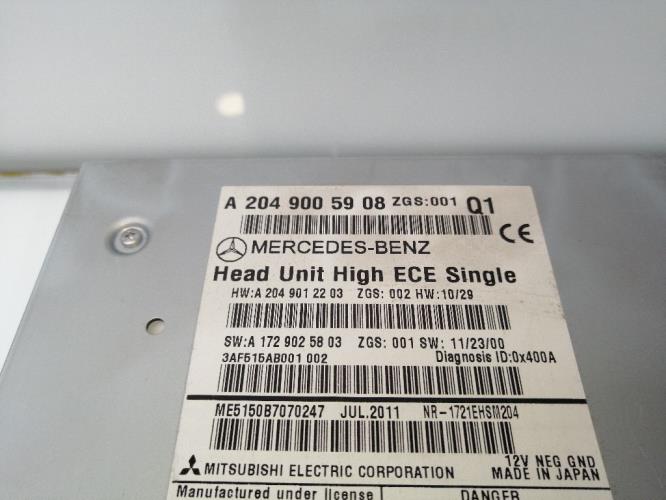 A 204 900 59 08 ZGS:001 Q1
CE
MERCEDES-BENZ
Head Unit High ECE Single
HW:A 204 901 22 03 ZGS: 002 HW:10/29
SW:A 172 902 58 03 ZGS: 001 SW: 11/23/00
3AF515AB001 002 Diagnosis ID:0x400A
ME5150B7070247 JUL.2011 NR-1721EHSM204
12V NEG GND
MITSUBISHI ELECTRIC CORPORATION MADE IN JAPAN
Manufactured under license DANGER